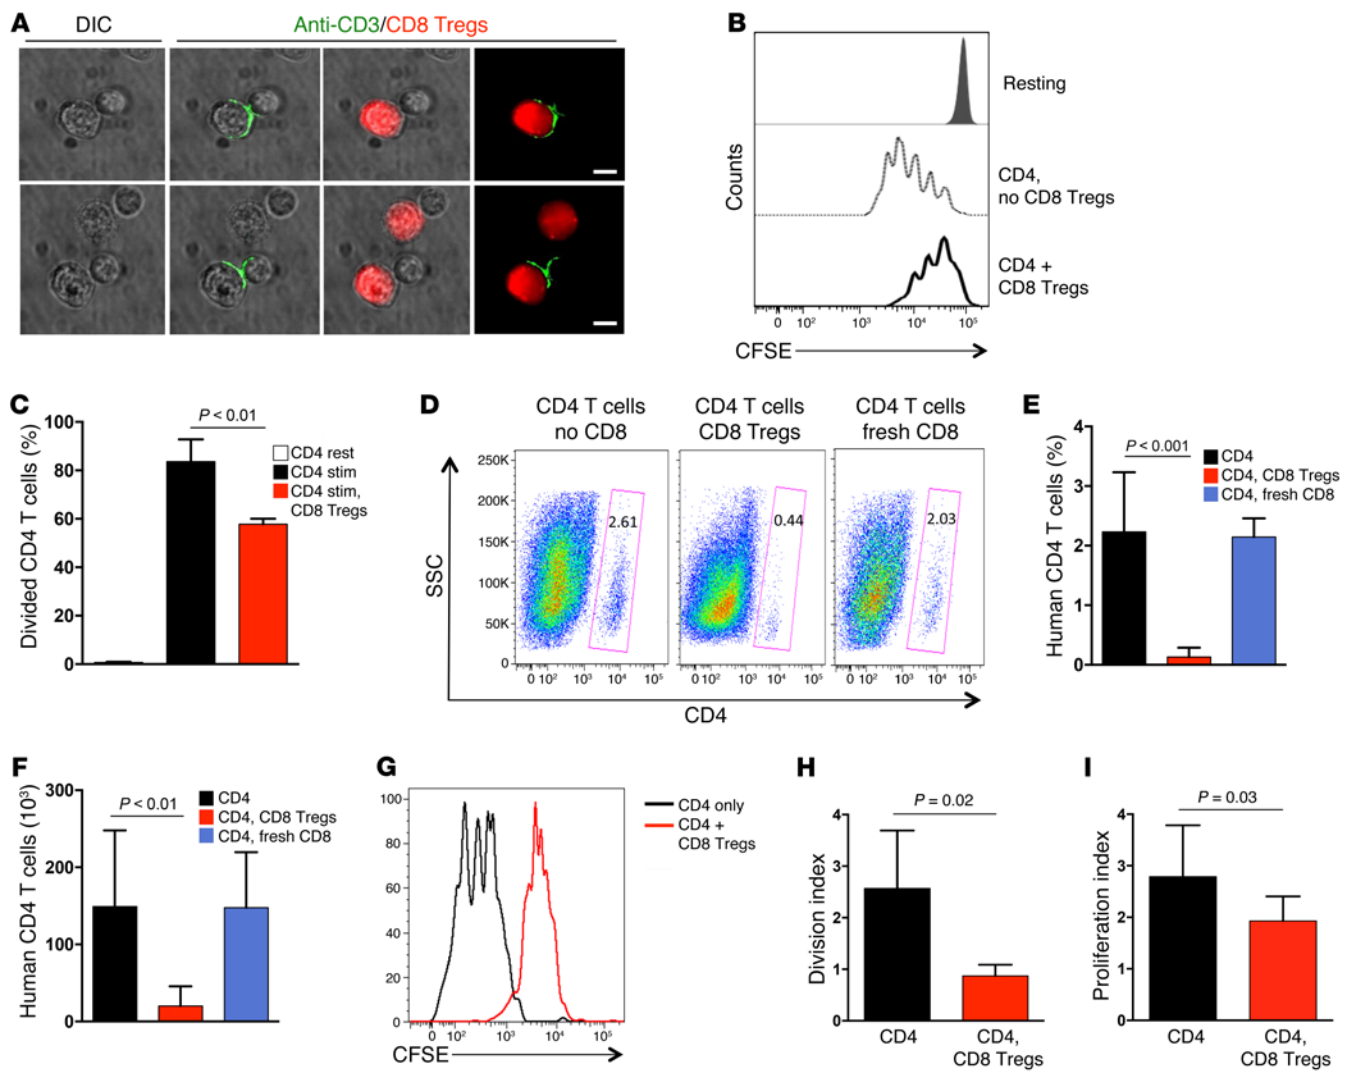 A
DIC
Anti-CD3/CD8 Tregs
B
Resting
CD4,
no CD8 Tregs
CD4 +
CD8 Tregs
Counts
0 10² 10³ 10⁴ 10⁵
CFSE
C
P < 0.01
Divided CD4 T cells (%)
100
80
60
40
20
0
CD4 rest
CD4 stim
CD4 stim,
CD8 Tregs
D
CD4 T cells
no CD8
CD4 T cells
CD8 Tregs
CD4 T cells
fresh CD8
SSC
250K
200K
150K
100K
50K
0
2.61
0.44
2.03
0 10² 10³ 10⁴ 10⁵
0 10² 10³ 10⁴ 10⁵
0 10² 10³ 10⁴ 10⁵
CD4
E
P < 0.001
Human CD4 T cells (%)
4
3
2
1
0
CD4
CD4, CD8 Tregs
CD4, fresh CD8
F
P < 0.01
Human CD4 T cells (10³)
300
200
100
0
CD4
CD4, CD8 Tregs
CD4, fresh CD8
G
100
80
60
40
20
0
0 10² 10³ 10⁴ 10⁵
CFSE
CD4 only
CD4 +
CD8 Tregs
H
P = 0.02
Division index
4
3
2
1
0
CD4
CD4,
CD8 Tregs
I
P = 0.03
Proliferation index
4
3
2
1
0
CD4
CD4,
CD8 Tregs